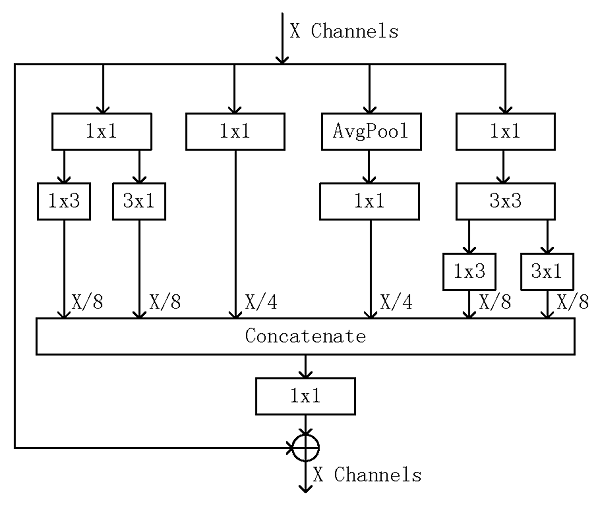 X Channels
1x1
1x1
AvgPool
1x1
1x3
3x1
1x1
3x3
1x3
3x1
X/8
X/8
X/4
X/4
X/8
X/8
Concatenate
1x1
X Channels